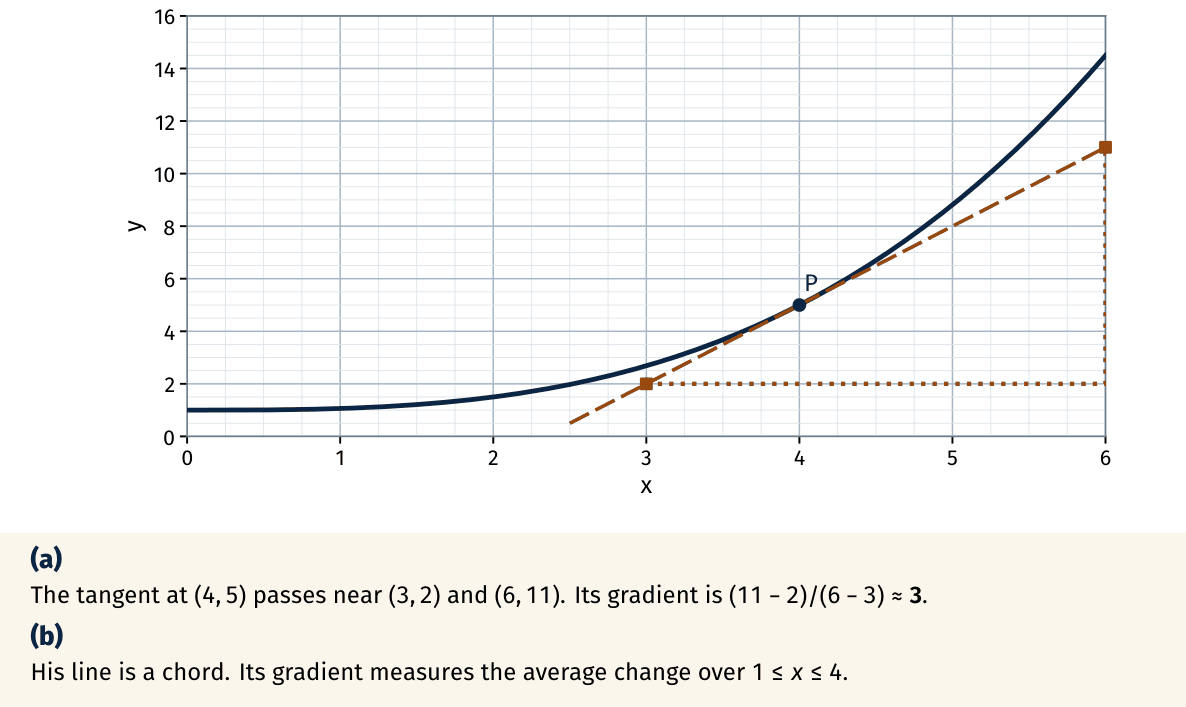 16
14
12
10
8
6
4
2
0
y
P
0 1 2 3 4 5 6
x
(a)
The tangent at (4, 5) passes near (3, 2) and (6, 11). Its gradient is (11 − 2)/(6 − 3) ≈ 3.
(b)
His line is a chord. Its gradient measures the average change over 1 ≤ x ≤ 4.